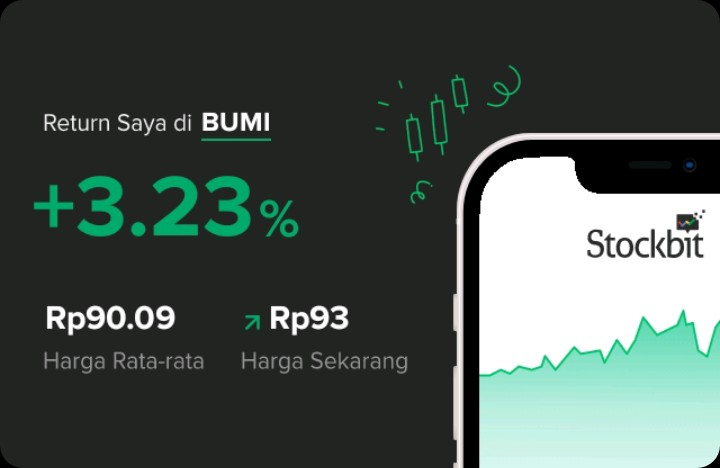 Return Saya di BUMI
+3.23%
Rp90.09
Rp93
Harga Rata-rata
Harga Sekarang
Stockbit